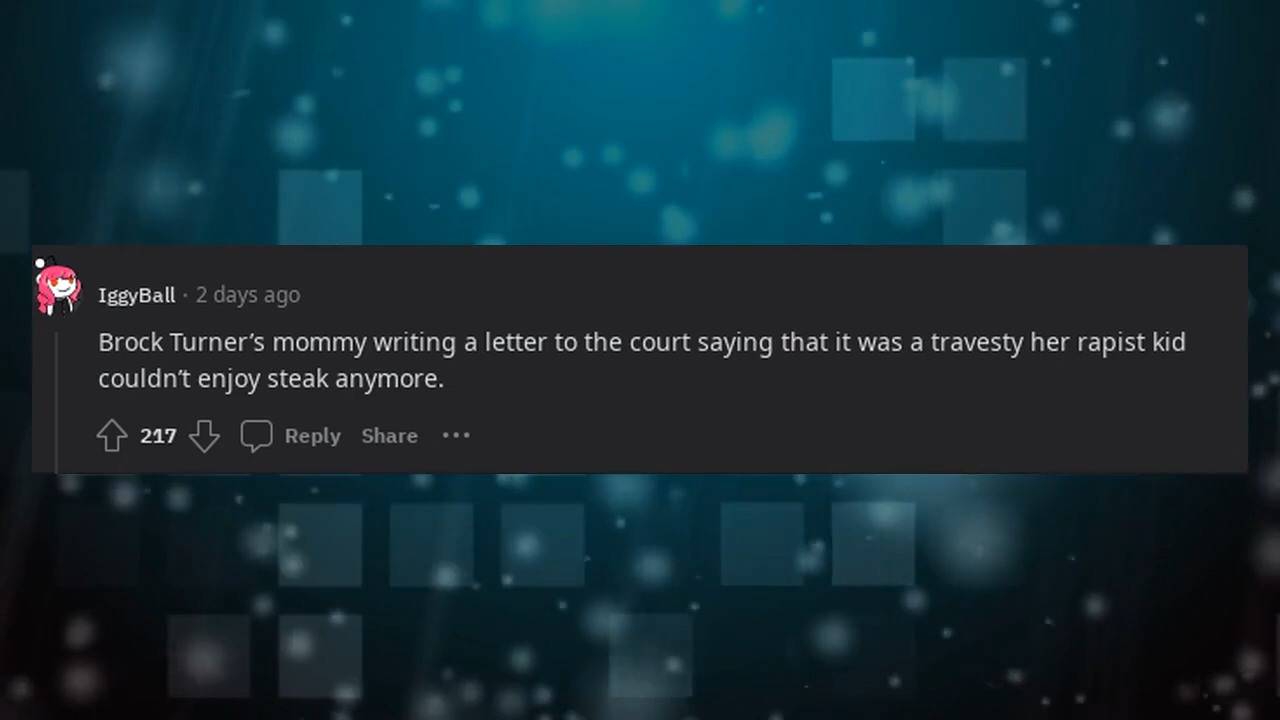 IggyBall · 2 days ago
Brock Turner’s mommy writing a letter to the court saying that it was a travesty her rapist kid
couldn’t enjoy steak anymore.
217 Reply Share ···